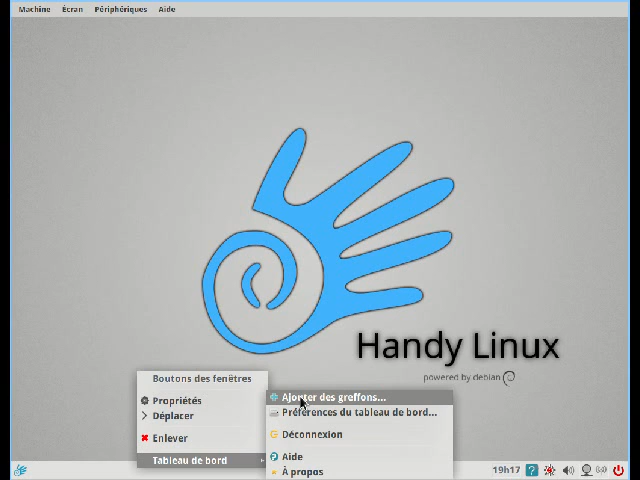 Machine Écran Périphériques Aide
Handy Linux
powered by debian
Boutons des fenêtres
Propriétés
Déplacer
Enlever
Tableau de bord
Ajouter des greffons...
Préférences du tableau de bord...
Déconnexion
Aide
À propos
19h17 ?